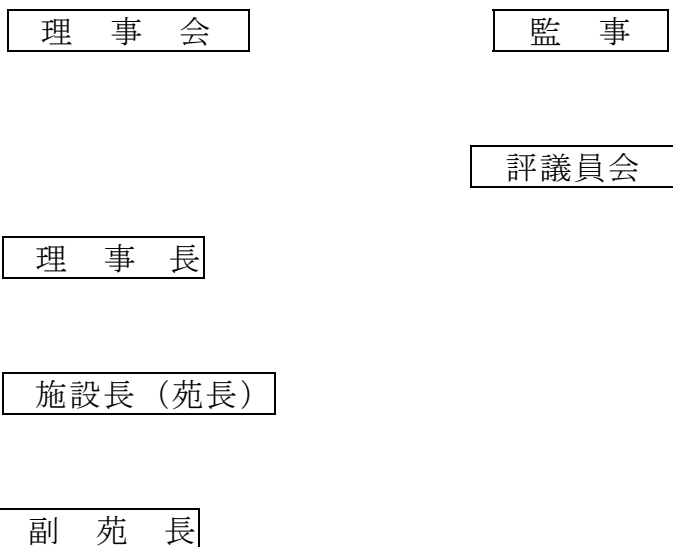 理　事　会
監　事
評議員会
理　事　長
施設長（苑長）
副　苑　長